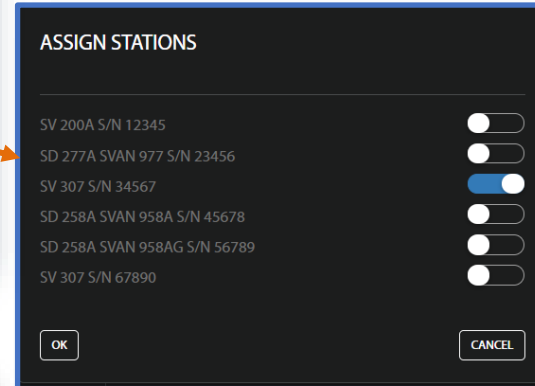 ASSIGN STATIONS
SV 200A S/N 12345
SD 277A SVAN 977 S/N 23456
SV 307 S/N 34567
SD 258A SVAN 958A S/N 45678
SD 258A SVAN 958AG S/N 56789
SV 307 S/N 67890
OK CANCEL